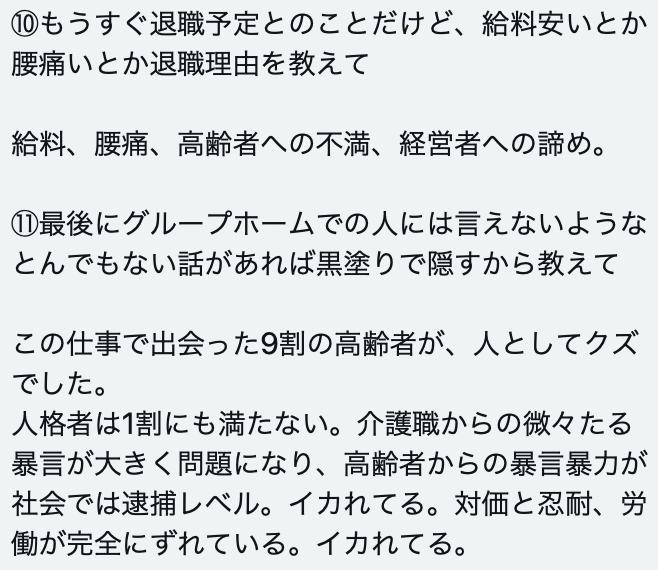 ⑩もうすぐ退職予定とのことだけど、給料安いとか
腰痛いとか退職理由を教えて
給料、腰痛、高齢者への不満、経営者への諦め。
⑪最後にグループホームでの人には言えないような
とんでもない話があれば黒塗りで隠すから教えて
この仕事で出会った9割の高齢者が、人としてクズ
でした。
人格者は1割にも満たない。介護職からの微々たる
暴言が大きく問題になり、高齢者からの暴言暴力が
社会では逮捕レベル。イカれてる。対価と忍耐、労
働が完全にずれている。イカれてる。